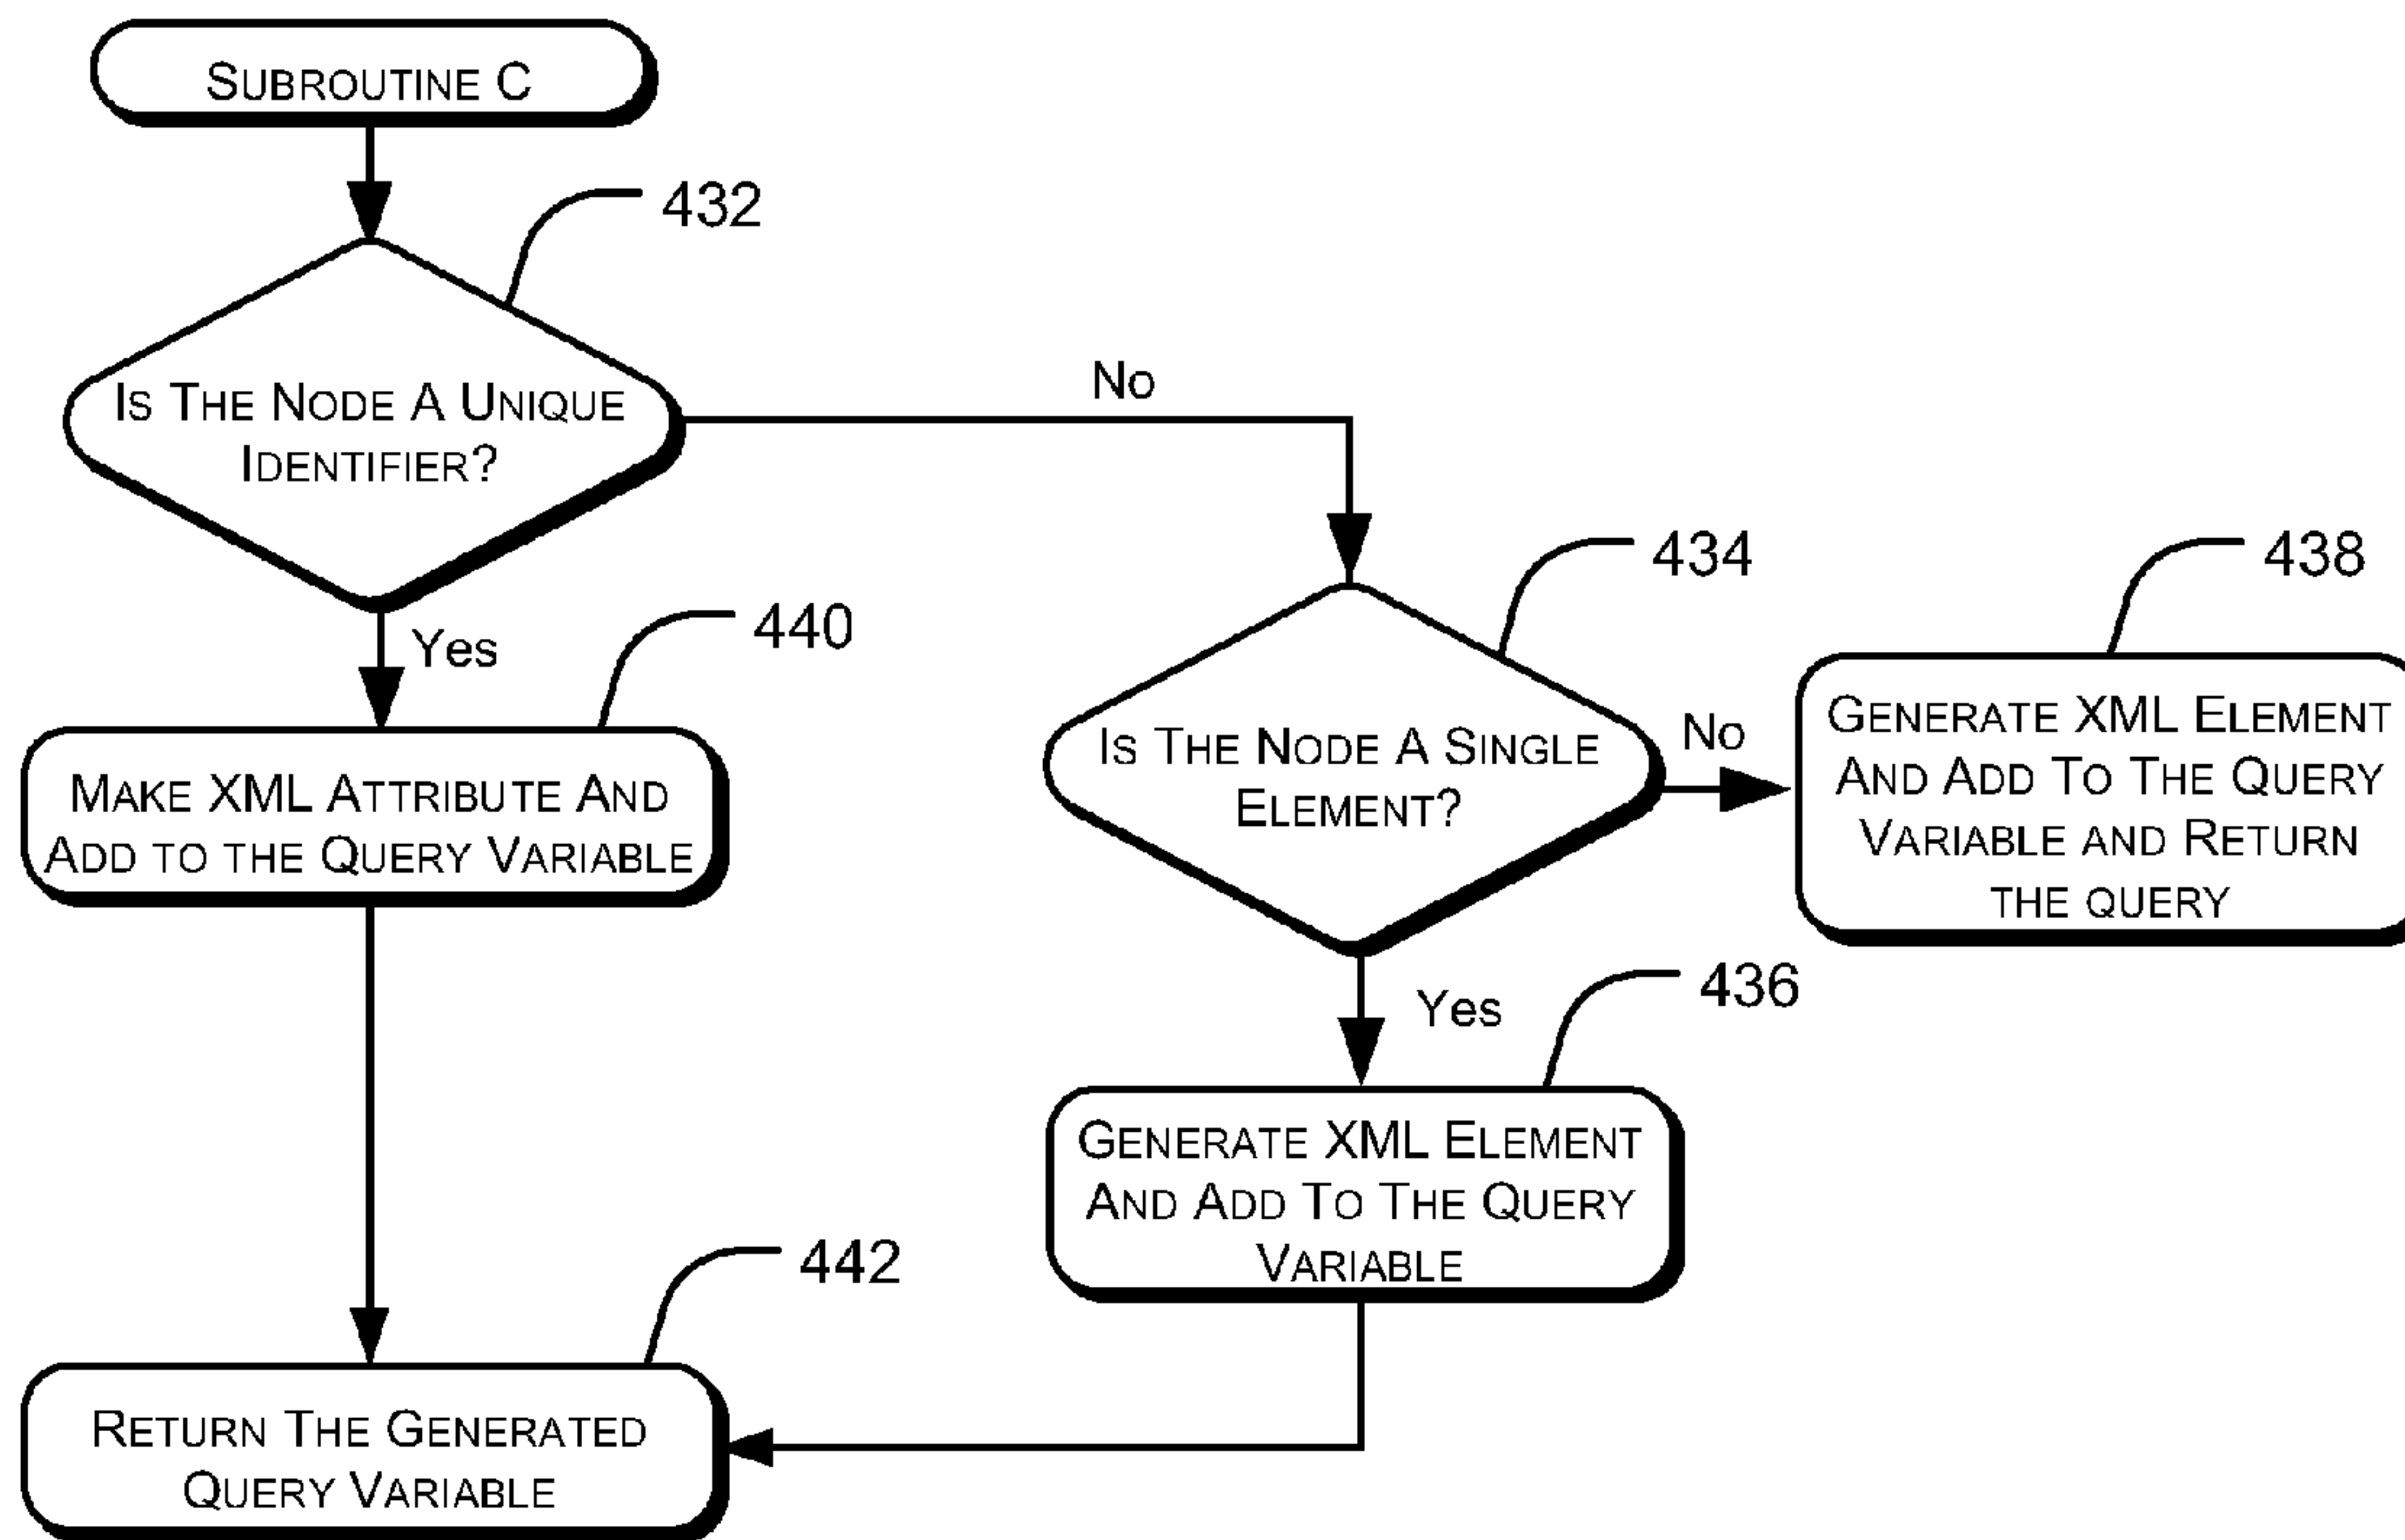 SUBROUTINE C
432
IS THE NODE A UNIQUE
IDENTIFIER?
No
Yes
440
MAKE XML ATTRIBUTE AND
ADD TO THE QUERY VARIABLE
434
IS THE NODE A SINGLE
ELEMENT?
No
438
GENERATE XML ELEMENT
AND ADD TO THE QUERY
VARIABLE AND RETURN
THE QUERY
Yes
436
GENERATE XML ELEMENT
AND ADD TO THE QUERY
VARIABLE
442
RETURN THE GENERATED
QUERY VARIABLE